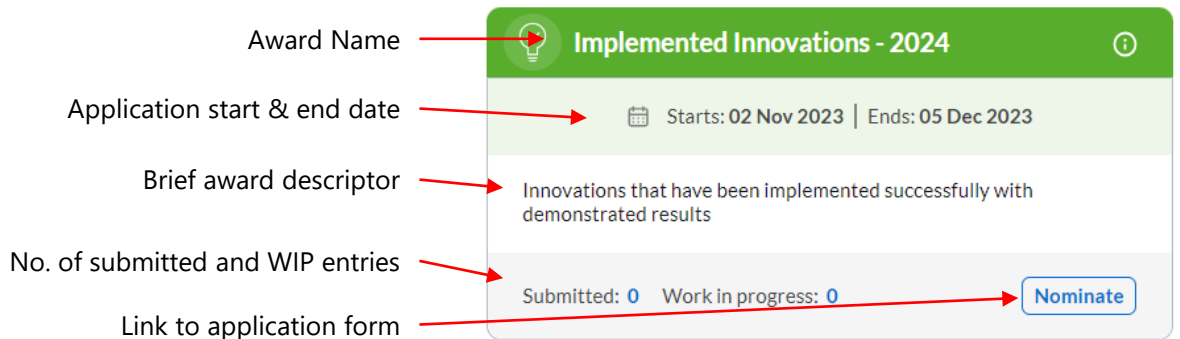 Award Name
Implemented Innovations - 2024
Application start & end date
Starts: 02 Nov 2023 | Ends: 05 Dec 2023
Brief award descriptor
Innovations that have been implemented successfully with
demonstrated results
No. of submitted and WIP entries
Submitted: 0 Work in progress: 0
Nominate
Link to application form